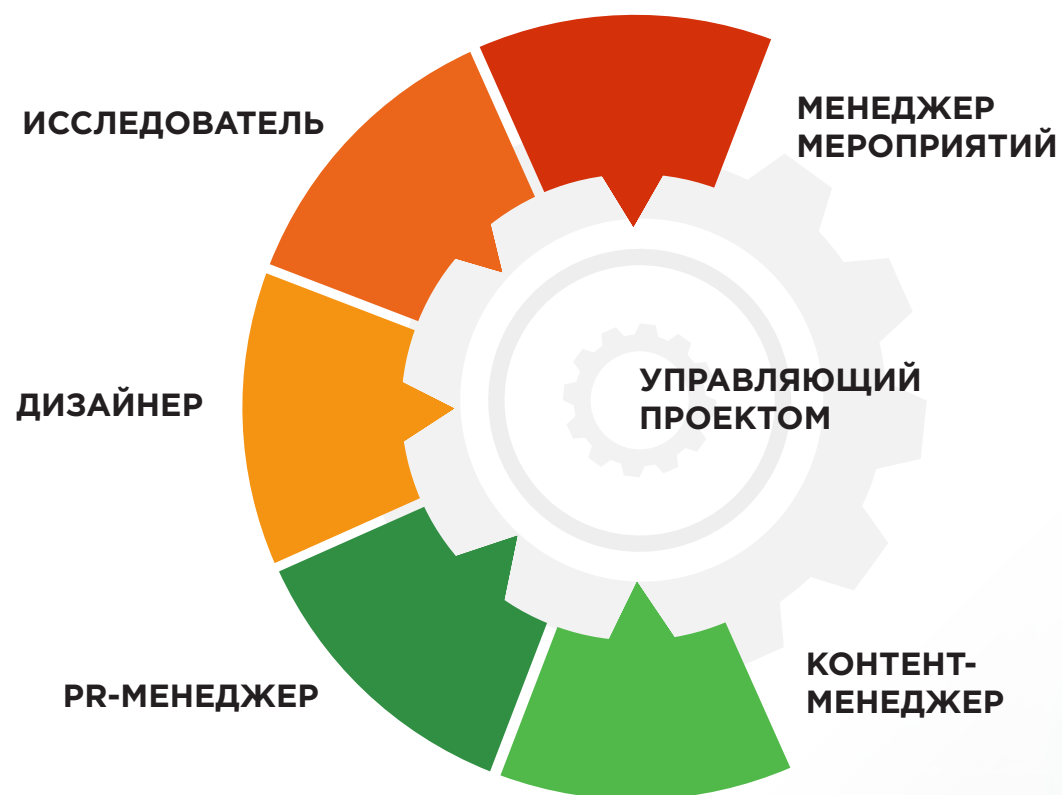 МЕНЕДЖЕР
МЕРОПРИЯТИЙ
ИССЛЕДОВАТЕЛЬ
УПРАВЛЯЮЩИЙ
ПРОЕКТОМ
ДИЗАЙНЕР
PR-МЕНЕДЖЕР
КОНТЕНТ-
МЕНЕДЖЕР